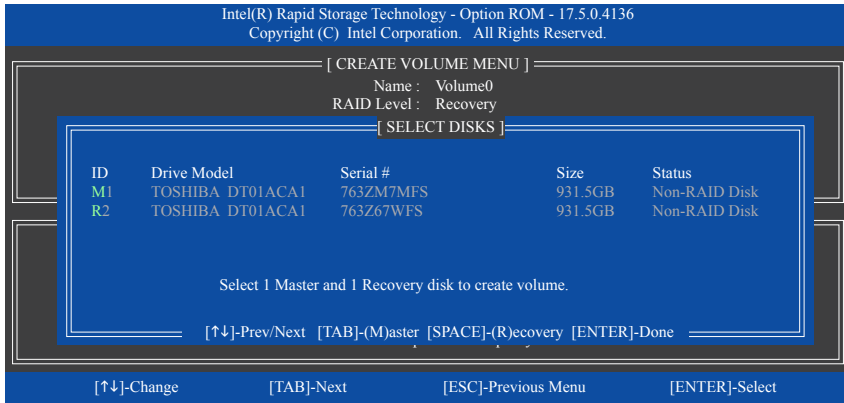 Intel(R) Rapid Storage Technology - Option ROM - 17.5.0.4136
Copyright (C) Intel Corporation. All Rights Reserved.
[ CREATE VOLUME MENU ]
Name : Volume0
RAID Level : Recovery
[ SELECT DISKS ]
ID Drive Model Serial # Size Status
M1 TOSHIBA DT01ACA1 763ZM7MFS 931.5GB Non-RAID Disk
R2 TOSHIBA DT01ACA1 763Z67WFS 931.5GB Non-RAID Disk
Select 1 Master and 1 Recovery disk to create volume.
[↑↓]-Prev/Next [TAB]-(M)aster [SPACE]-(R)ecovery [ENTER]-Done
[↑↓]-Change [TAB]-Next [ESC]-Previous Menu [ENTER]-Select